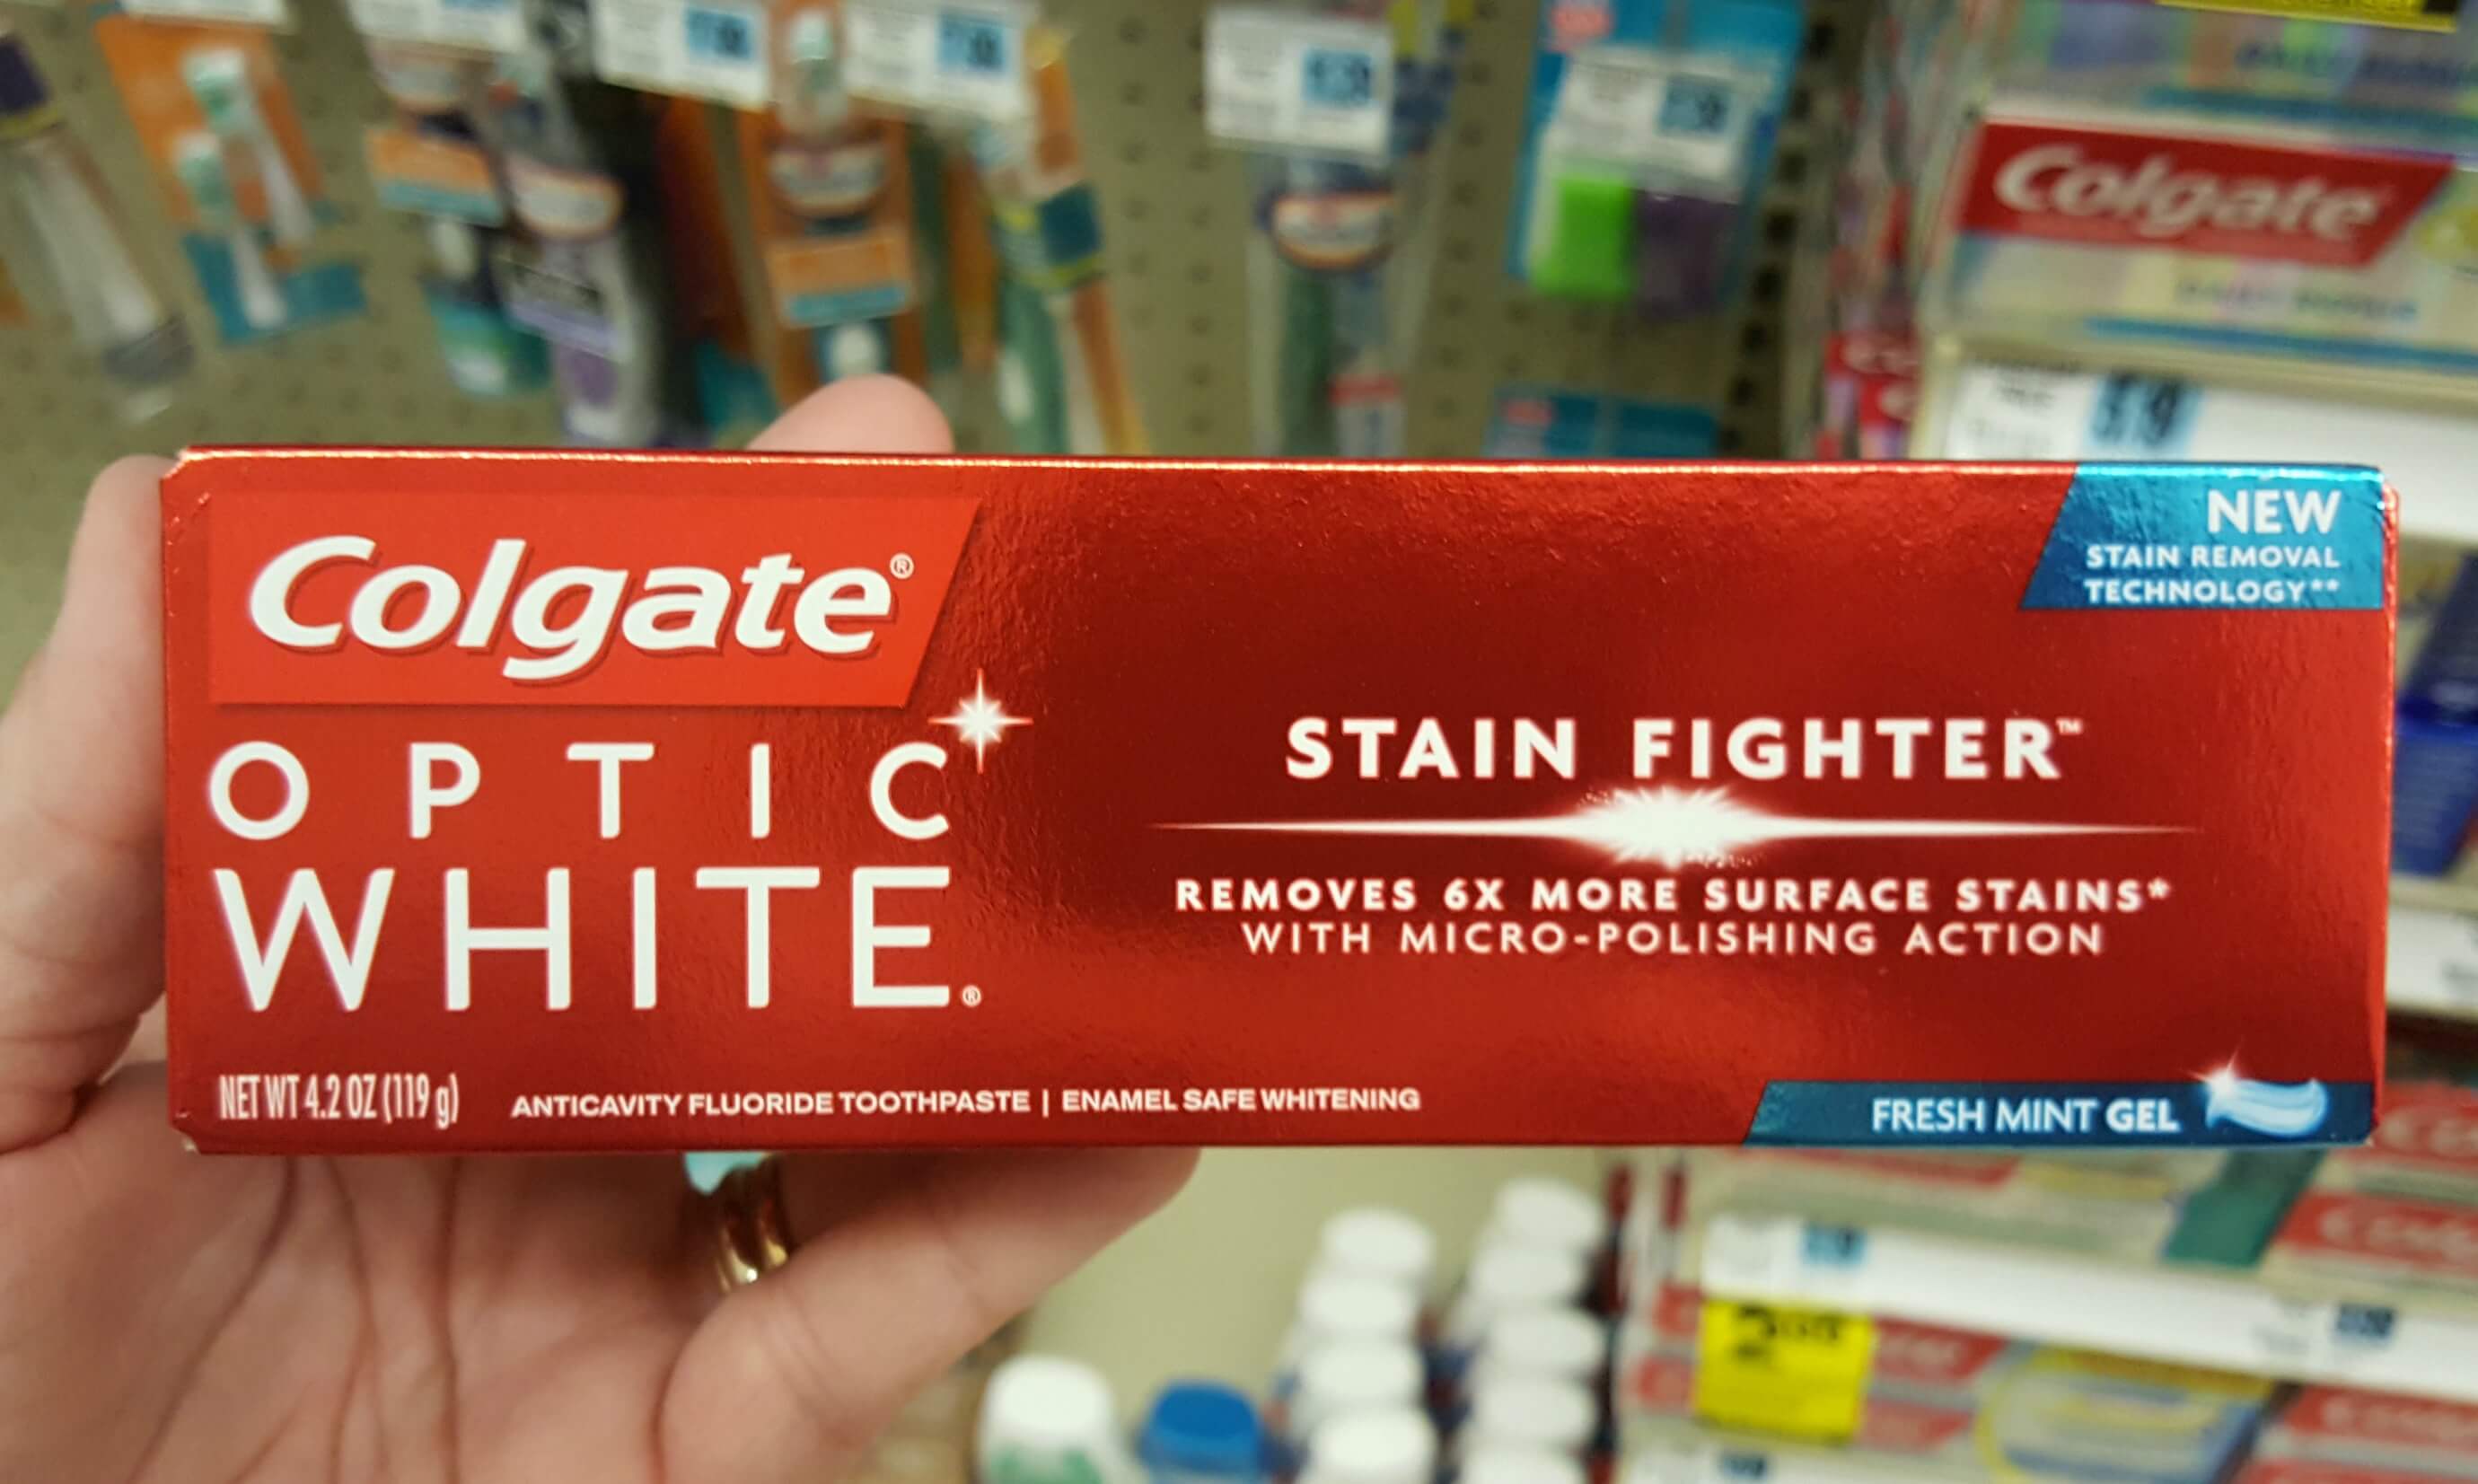 Colgate
Colgate®
NEW
STAIN REMOVAL
TECHNOLOGY**
OPTIC
WHITE®
STAIN FIGHTER™
REMOVES 6X MORE SURFACE STAINS*
WITH MICRO-POLISHING ACTION
NET WT 4.2 OZ (119 g)
ANTICAVITY FLUORIDE TOOTHPASTE | ENAMEL SAFE WHITENING
FRESH MINT GEL